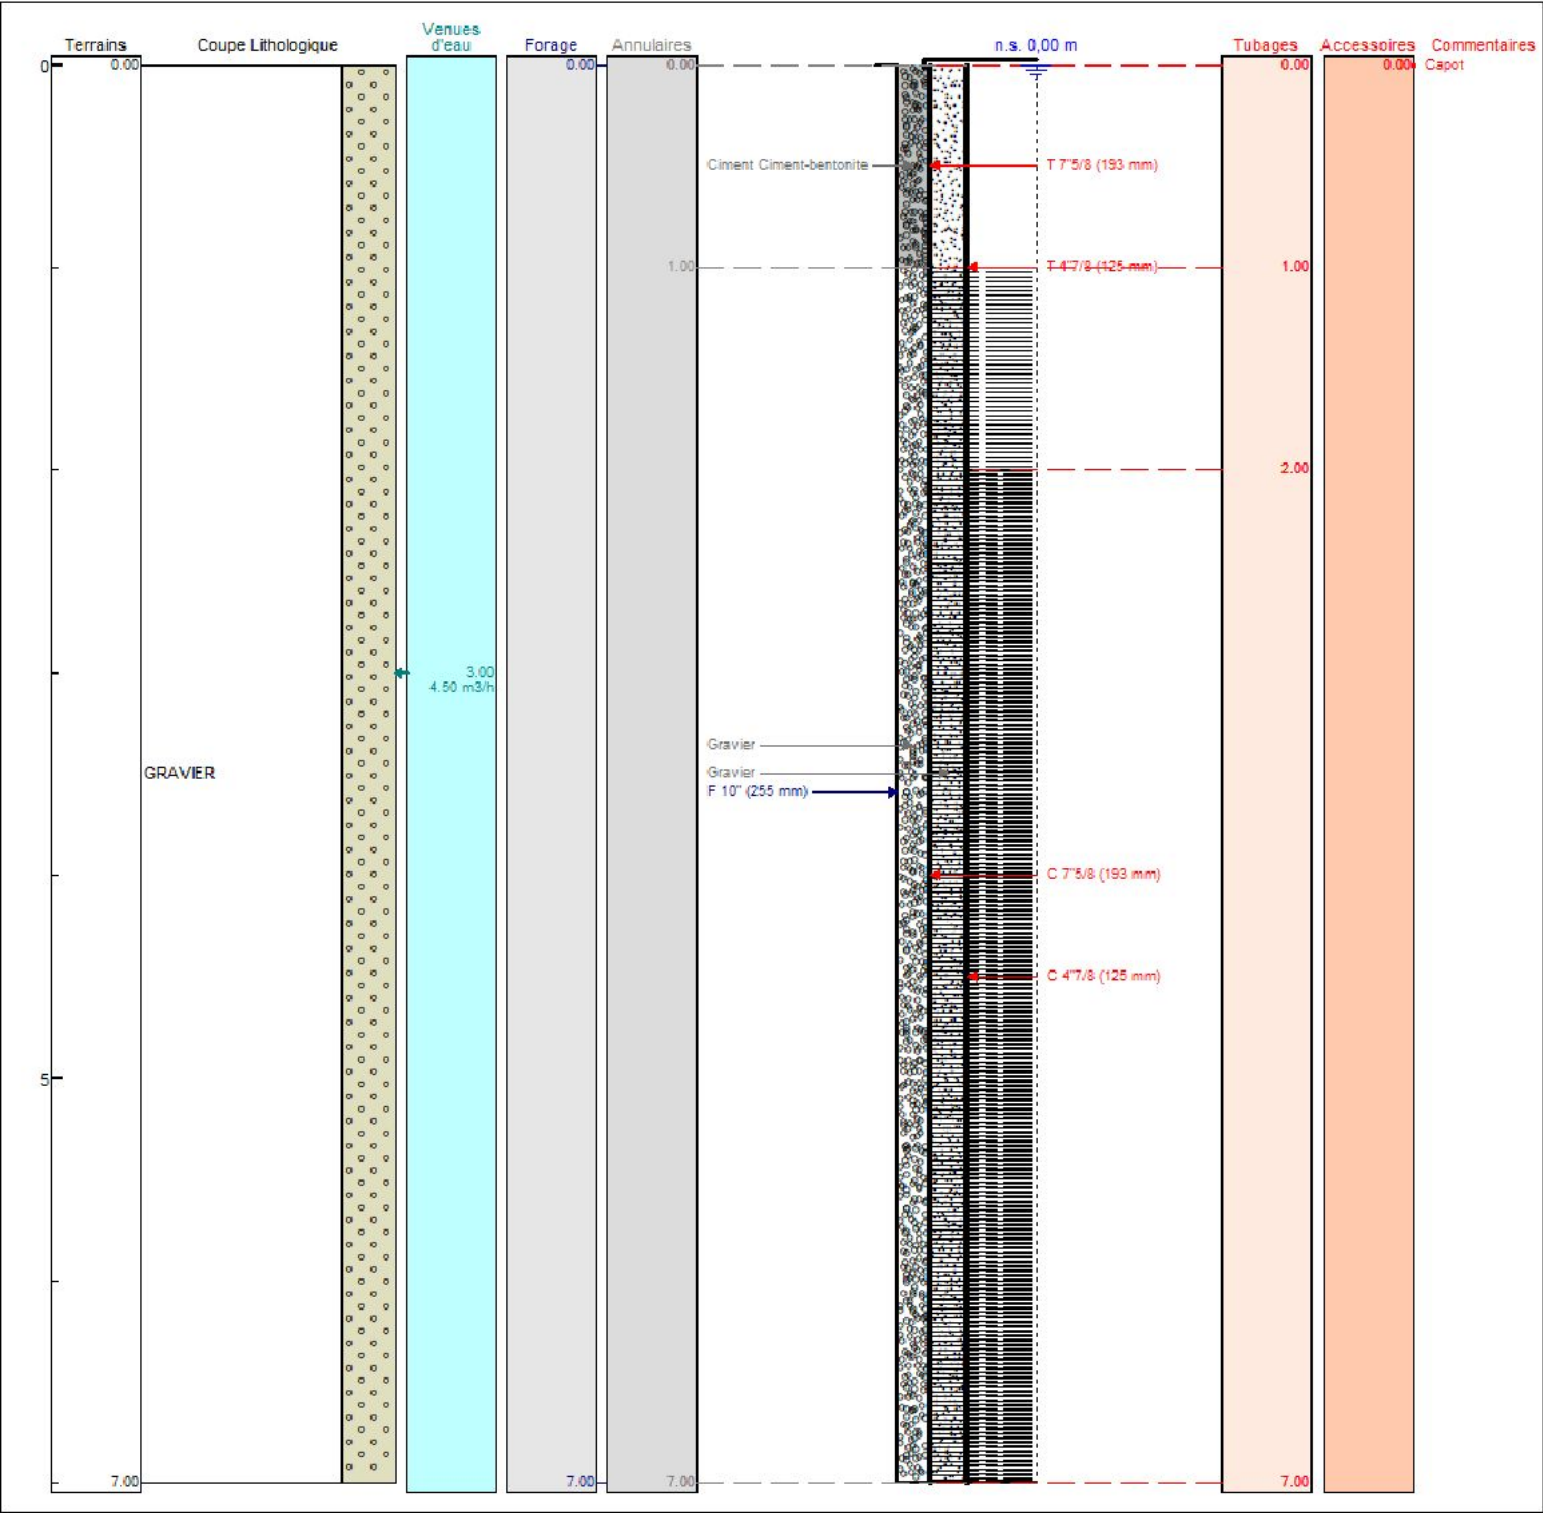 Terrains
Coupe Lithologique
Venues
d'eau
Forage
Annulaires
n.s. 0,00 m
Tubages
Accessoires
Commentaires
0
0.00
0.00
0.00
0.00
0.00
Capot
Ciment Ciment-bentonite
T 7"5/8 (193 mm)
1.00
T 4"7/8 (125 mm)
1.00
2.00
3.00
4.50 m3/h
Gravier
GRAVIER
Gravier
F 10" (255 mm)
C 7"5/8 (193 mm)
C 4"7/8 (125 mm)
5
7.00
7.00
7.00
7.00